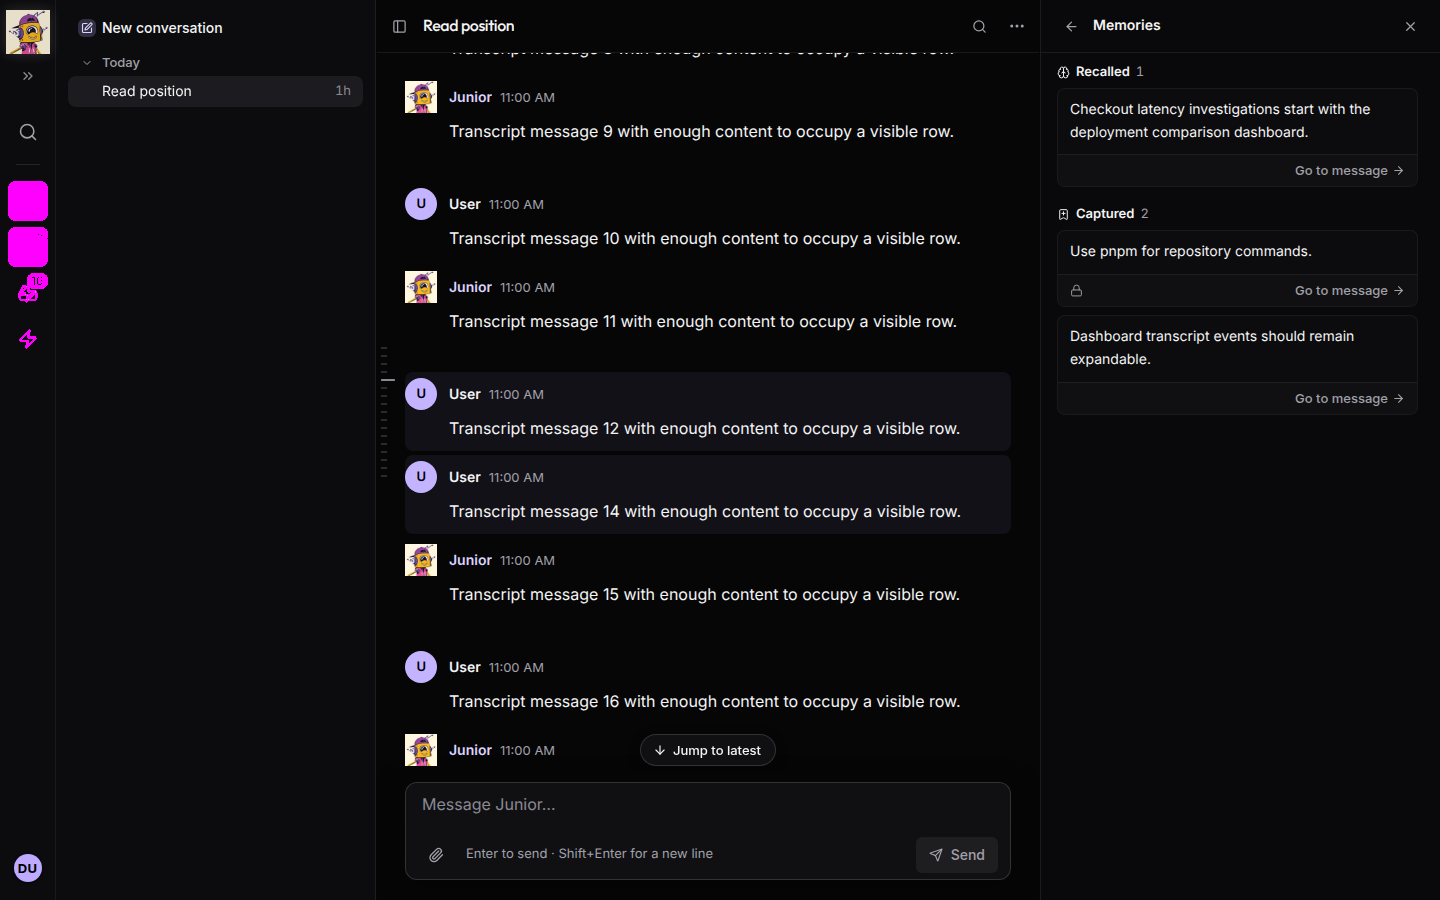 New conversation
Today
Read position 1h
DU
Read position
Junior 11:00 AM
Transcript message 9 with enough content to occupy a visible row.
U User 11:00 AM
Transcript message 10 with enough content to occupy a visible row.
Junior 11:00 AM
Transcript message 11 with enough content to occupy a visible row.
U User 11:00 AM
Transcript message 12 with enough content to occupy a visible row.
U User 11:00 AM
Transcript message 14 with enough content to occupy a visible row.
Junior 11:00 AM
Transcript message 15 with enough content to occupy a visible row.
U User 11:00 AM
Transcript message 16 with enough content to occupy a visible row.
Junior 11:00 AM
Jump to latest
Message Junior...
Enter to send · Shift+Enter for a new line
Send
Memories
Recalled 1
Checkout latency investigations start with the
deployment comparison dashboard.
Go to message
Captured 2
Use pnpm for repository commands.
Go to message
Dashboard transcript events should remain
expandable.
Go to message